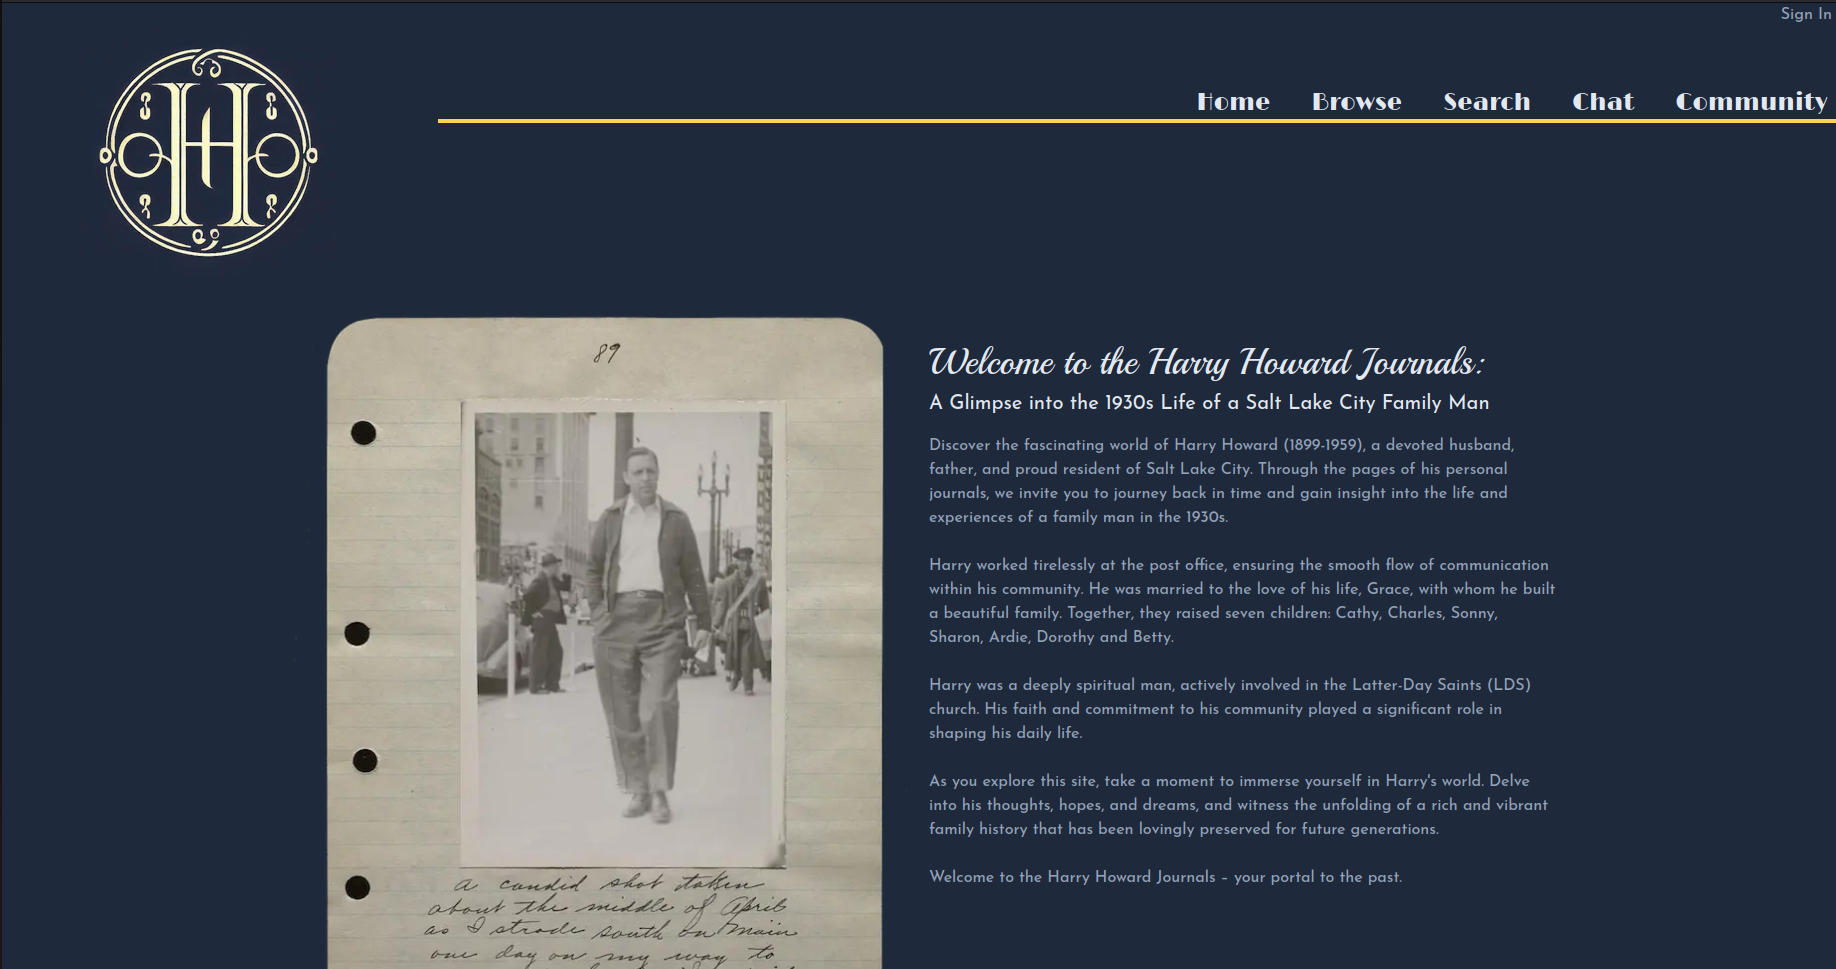 Sign In
Home Browse Search Chat Community
H
89
Welcome to the Harry Howard Journals:
A Glimpse into the 1930s Life of a Salt Lake City Family Man
Discover the fascinating world of Harry Howard (1899-1959), a devoted husband,
father, and proud resident of Salt Lake City. Through the pages of his personal
journals, we invite you to journey back in time and gain insight into the life and
experiences of a family man in the 1930s.
Harry worked tirelessly at the post office, ensuring the smooth flow of communication
within his community. He was married to the love of his life, Grace, with whom he built
a beautiful family. Together, they raised seven children: Cathy, Charles, Sonny,
Sharon, Ardie, Dorothy and Betty.
Harry was a deeply spiritual man, actively involved in the Latter-Day Saints (LDS)
church. His faith and commitment to his community played a significant role in
shaping his daily life.
As you explore this site, take a moment to immerse yourself in Harry's world. Delve
into his thoughts, hopes, and dreams, and witness the unfolding of a rich and vibrant
family history that has been lovingly preserved for future generations.
Welcome to the Harry Howard Journals – your portal to the past.
a candid shot taken
about the middle of April
as I strode south on Main
one day on my way to